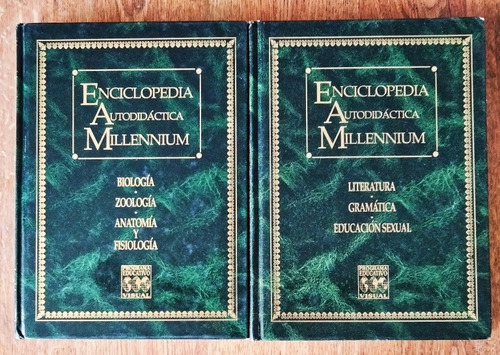 ENCICLOPEDIA
AUTODIDÁCTICA
MILLENNIUM
BIOLOGÍA
ZOOLOGÍA
ANATOMÍA
Y
FISIOLOGÍA
PROGRAMA
EDUCATIVO
VISUAL
ENCICLOPEDIA
AUTODIDÁCTICA
MILLENNIUM
LITERATURA
GRAMÁTICA
EDUCACIÓN SEXUAL
PROGRAMA
EDUCATIVO
VISUAL